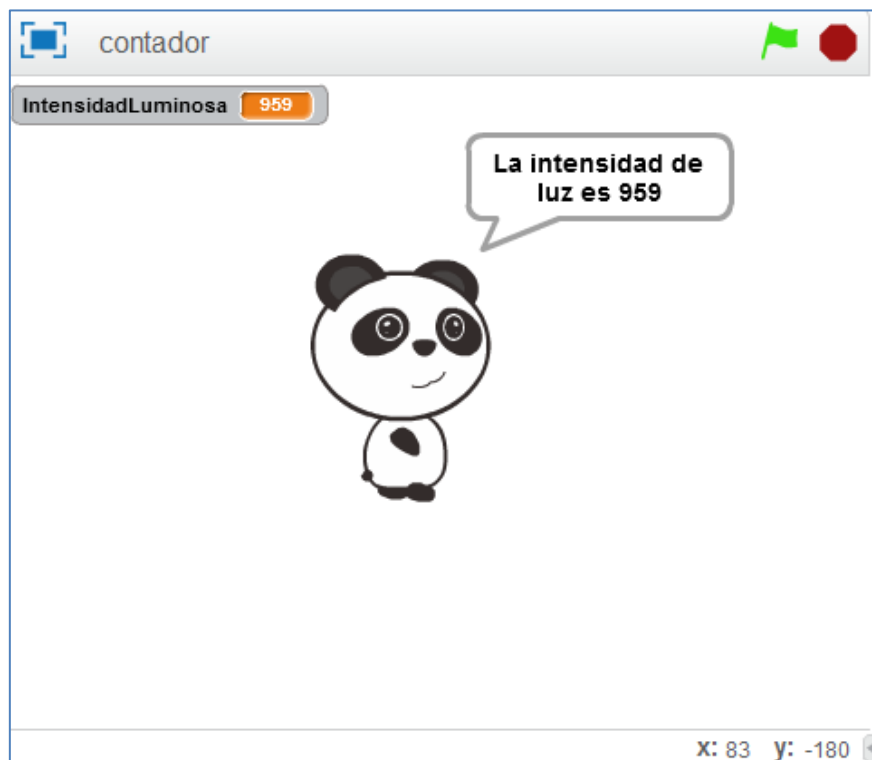 contador
IntensidadLuminosa 959
La intensidad de
luz es 959
x: 83 y: -180